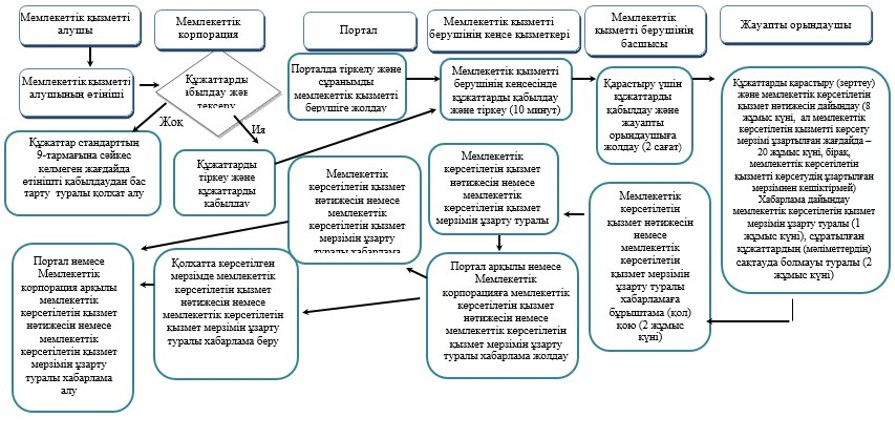 Мемлекеттік қызметті
алушы
Мемлекеттік
корпорация
Портал
Мемлекеттік қызметті
берушінің кеңсе қызметкері
Мемлекеттік
қызметті берушінің
басшысы
Жауапты орындаушы
Мемлекеттік қызметті
алушының өтініші
Құжаттарды
қабылдау және
тексеру
Жоқ
Ия
Порталда тіркелу және
сұранымды
мемлекеттік қызметті
берушіге жолдау
Мемлекеттік қызметті
берушінің кеңсесінде
құжаттарды қабылдау
және тіркеу (10 минут)
Қарастыру үшін
құжаттарды
қабылдау және
жауапты
орындаушыға
жолдау (2 сағат)
Құжаттарды қарастыру (зерттеу)
және мемлекеттік көрсетілетін
қызмет нәтижесін дайындау (8
жұмыс күні, ал мемлекеттік
көрсетілетін қызметті көрсету
мерзімі ұзартылған жағдайда –
20 жұмыс күні, бірақ,
мемлекеттік көрсетілетін
қызметті көрсетудің ұзартылған
мерзімнен кешіктірмей)
Хабарлама дайындау
мемлекеттік көрсетілетін қызмет
мерзімін ұзарту туралы (1
жұмыс күні), сұратылған
құжаттардың (мәліметтердің)
сақтауда болмауы туралы (2
жұмыс күні)
Құжаттар стандарттың
9-тармағына сәйкес
келмеген жағдайда
өтінішті қабылдаудан бас
тарту туралы қолхат алу
Құжаттарды
тіркеу және
құжаттарды
қабылдау
Мемлекеттік
көрсетілетін қызмет
нәтижесін немесе
мемлекеттік
көрсетілетін қызмет
мерзімін ұзарту
туралы хабарлама
Мемлекеттік
көрсетілетін қызмет
нәтижесін немесе
мемлекеттік
көрсетілетін қызмет
мерзімін ұзарту туралы
Мемлекеттік
көрсетілетін қызмет
нәтижесін немесе
мемлекеттік
көрсетілетін
қызмет мерзімін
ұзарту туралы
хабарламаға
бұрыштама (қол)
қою (2 жұмыс
күні)
Портал немесе
Мемлекеттік
корпорация арқылы
мемлекеттік
көрсетілетін қызмет
нәтижесін немесе
мемлекеттік
көрсетілетін қызмет
мерзімін ұзарту
туралы хабарлама
алу
Қолхатта көрсетілген
мерзімде мемлекеттік
көрсетілетін қызмет
нәтижесін немесе
мемлекеттік көрсетілетін
қызмет мерзімін ұзарту
туралы хабарлама беру
Портал арқылы немесе
Мемлекеттік
корпорацияға мемлекеттік
көрсетілетін қызмет
нәтижесін немесе
мемлекеттік көрсетілетін
қызмет мерзімін ұзарту
туралы хабарлама жолдау